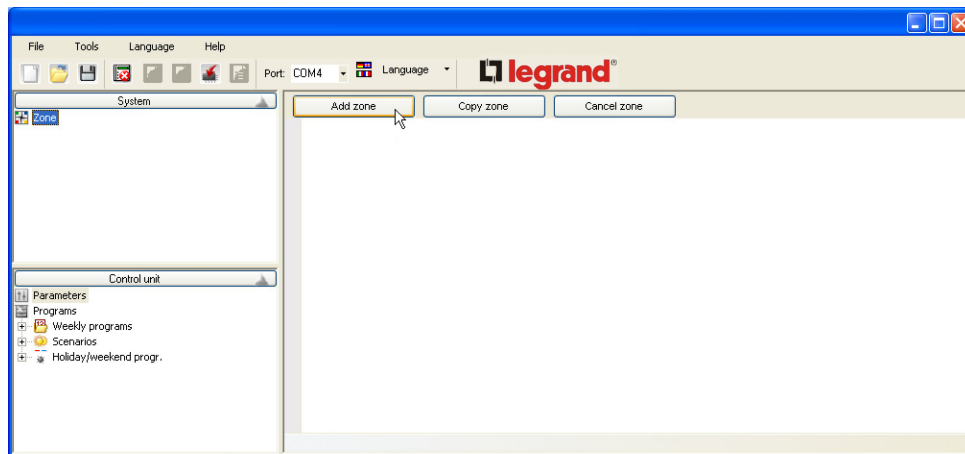 File Tools Language Help
Port: COM4 Language legrand®
System
Zone
Add zone Copy zone Cancel zone
Control unit
Parameters
Programs
Weekly programs
Scenarios
Holiday/weekend progr.